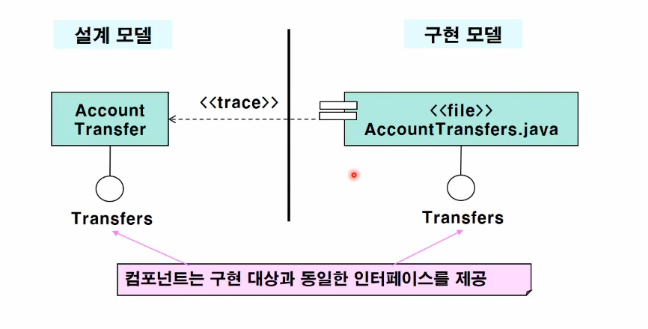 설계 모델
구현 모델
Account
Transfer
<<trace>>
<<file>>
AccountTransfers.java
Transfers
Transfers
컴포넌트는 구현 대상과 동일한 인터페이스를 제공